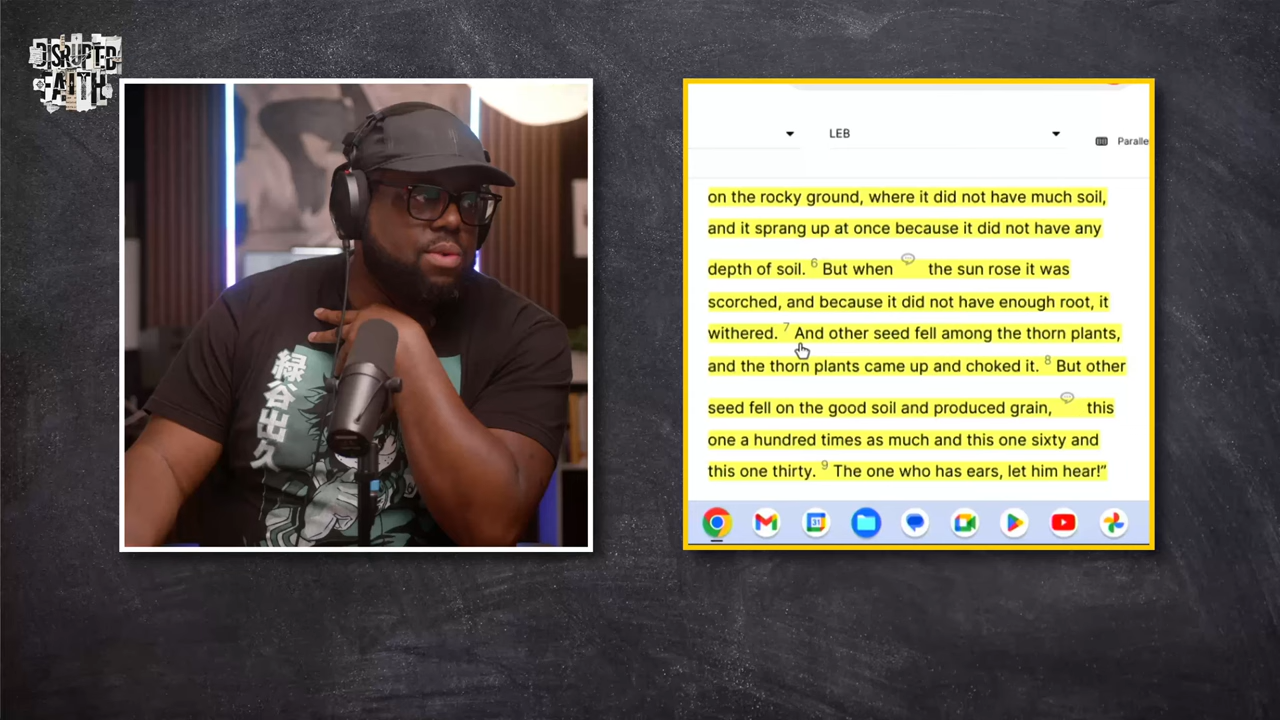 DISRUPTED
FAITH
緑谷出久
LEB
Paralle
on the rocky ground, where it did not have much soil,
and it sprang up at once because it did not have any
depth of soil. 6 But when the sun rose it was
scorched, and because it did not have enough root, it
withered. 7 And other seed fell among the thorn plants,
and the thorn plants came up and choked it. 8 But other
seed fell on the good soil and produced grain, this
one a hundred times as much and this one sixty and
this one thirty. 9 The one who has ears, let him hear!”
31